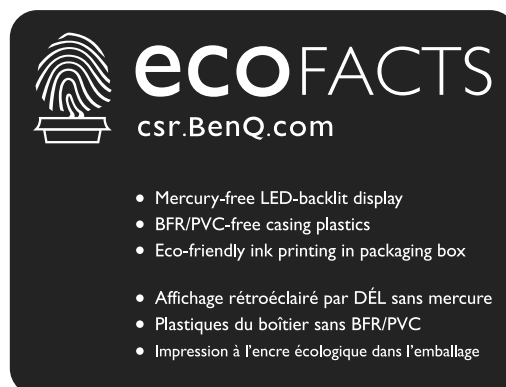 ecoFACTS
csr.BenQ.com
• Mercury-free LED-backlit display
• BFR/PVC-free casing plastics
• Eco-friendly ink printing in packaging box
• Affichage rétroéclairé par DÉL sans mercure
• Plastiques du boîtier sans BFR/PVC
• Impression à l'encre écologique dans l'emballage